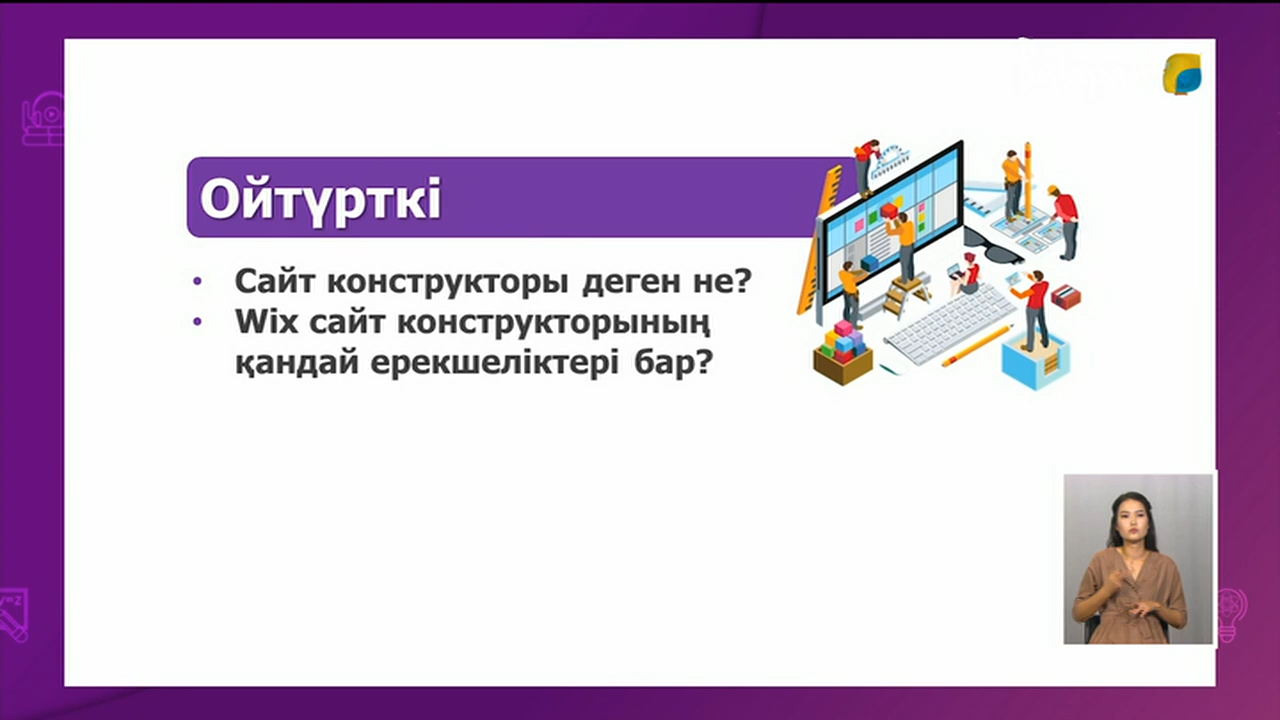 Ойтүрткі
• Сайт конструкторы деген не?
• Wix сайт конструкторының
қандай ерекшеліктері бар?